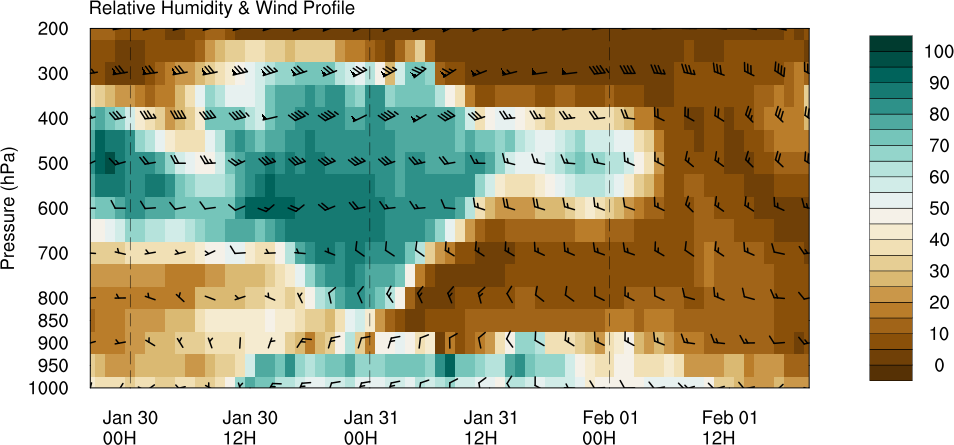 Relative Humidity & Wind Profile
Pressure (hPa)
200
300
400
500
600
700
800
850
900
950
1000
Jan 30
00H
Jan 30
12H
Jan 31
00H
Jan 31
12H
Feb 01
00H
Feb 01
12H
100
90
80
70
60
50
40
30
20
10
0